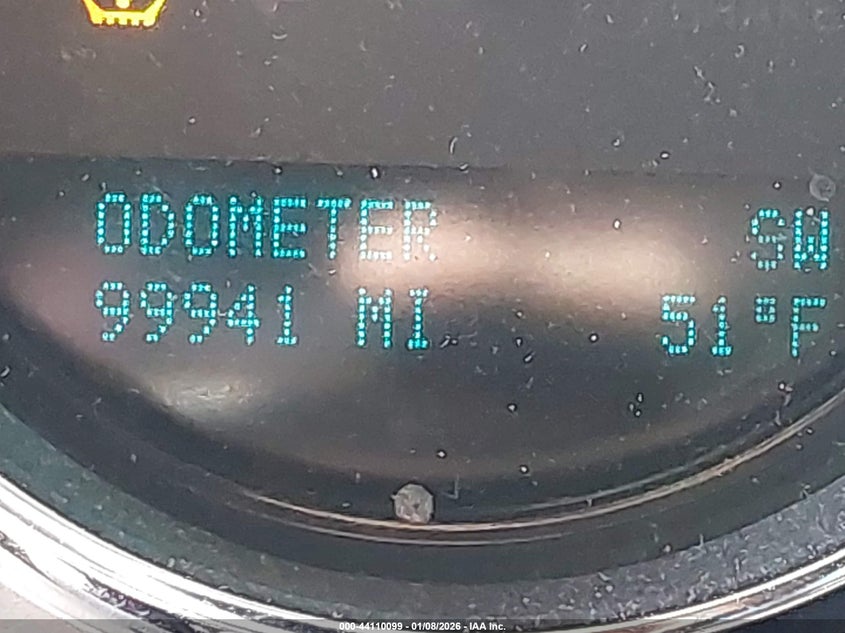 ODOMETER SW
99941 MI 51°F
000-44110099 - 01/08/2026 - IAA Inc.